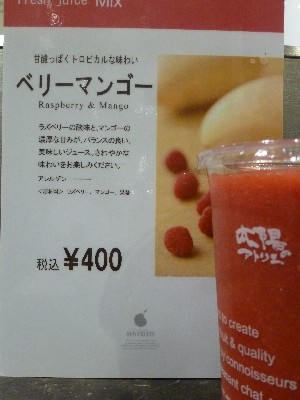 Fresh juice Mix
甘酸っぱくトロピカルな味わい
ベリーマンゴー
Raspberry & Mango
ラズベリーの酸味と、マンゴーの
濃厚な甘みが、バランスの良い、
美味しいジュース。さわやかな
味わいをお楽しみください。
アレルゲン
ラズベリー、マンゴー、
税込 ¥400
太陽の
アトリエ
to create
& quality
connoisseurs
chat